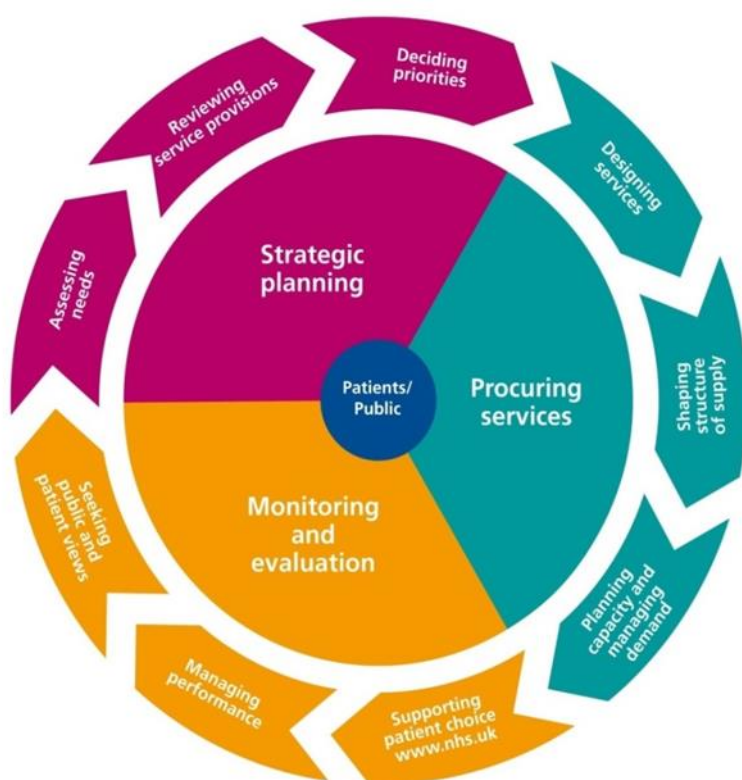 Deciding
priorities
Designing
services
Shaping
structure
of supply
Planning
capacity and
managing
demand
Supporting
patient choice
www.nhs.uk
Managing
performance
Seeking
public and
patient views
Assessing
needs
Reviewing
service provisions
Strategic
planning
Procuring
services
Monitoring
and
evaluation
Patients/
Public